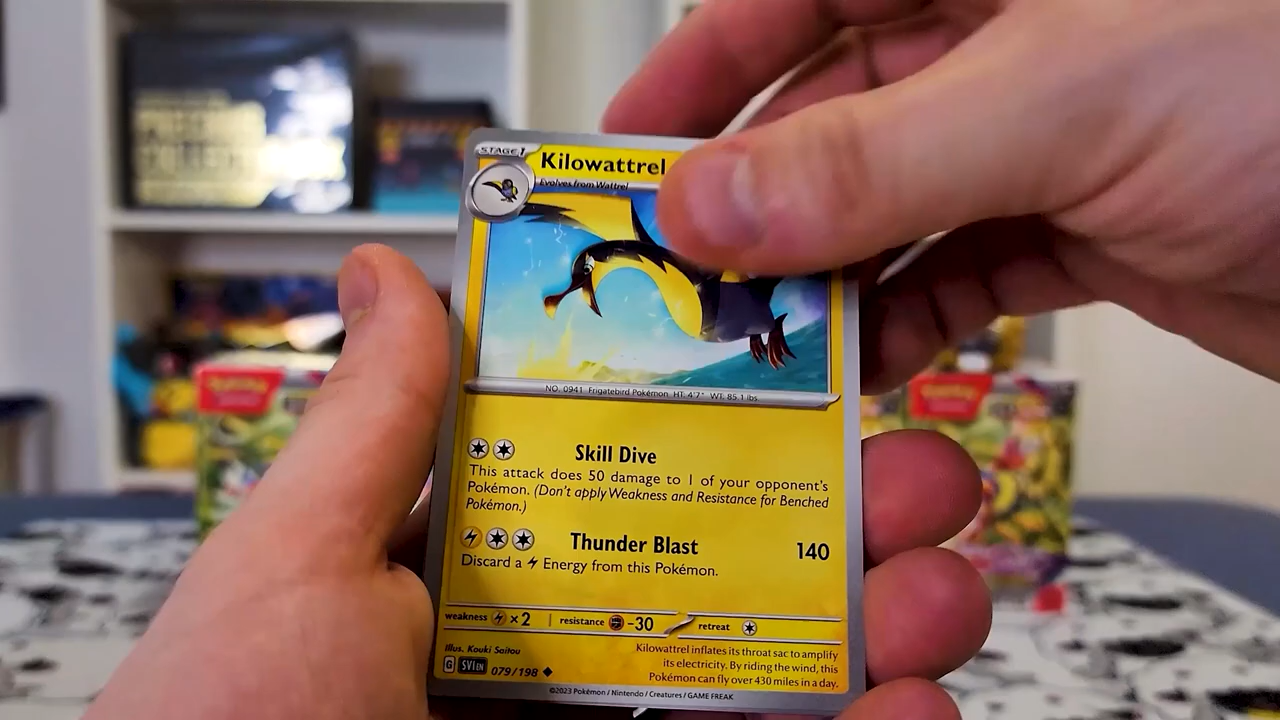 STAGE 1
Kilowattrel
Evolves from Wattrel
NO. 0941 Frigatebird Pokémon HT: 4'7" WT: 85.1 lbs.
Skill Dive
This attack does 50 damage to 1 of your opponent's
Pokémon. (Don't apply Weakness and Resistance for Benched
Pokémon.)
Thunder Blast 140
Discard a Energy from this Pokémon.
weakness ×2 resistance -30 retreat
Illus. Kouki Saitou
G SVI EN 079/198
Kilowattrel inflates its throat sac to amplify
its electricity. By riding the wind, this
Pokémon can fly over 430 miles in a day.
©2023 Pokémon / Nintendo / Creatures / GAME FREAK